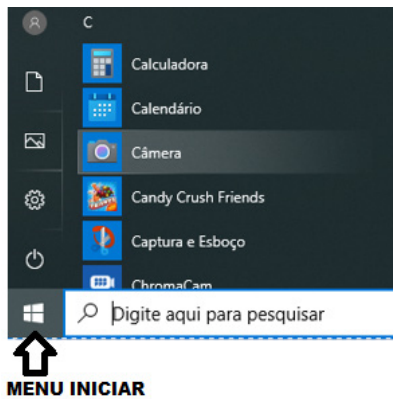 C
Calculadora
Calendário
Câmera
Candy Crush Friends
Captura e Esboço
ChromaCam
Digite aqui para pesquisar
MENU INICIAR